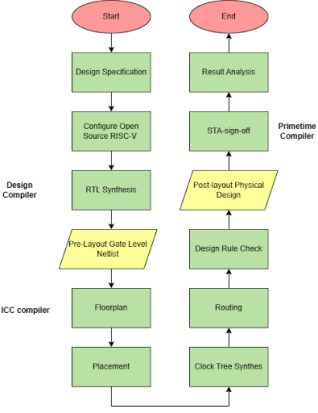 Start
Design Specification
Configure Open
Source RISC-V
Design
Compiler
RTL Synthesis
Pre-Layout Gate Level
Netlist
ICC compiler
Floorplan
Placement
Clock Tree Synthes
Routing
Design Rule Check
Post-layout Physical
Design
STA-sign-off
Primetime
Compiler
Result Analysis
End